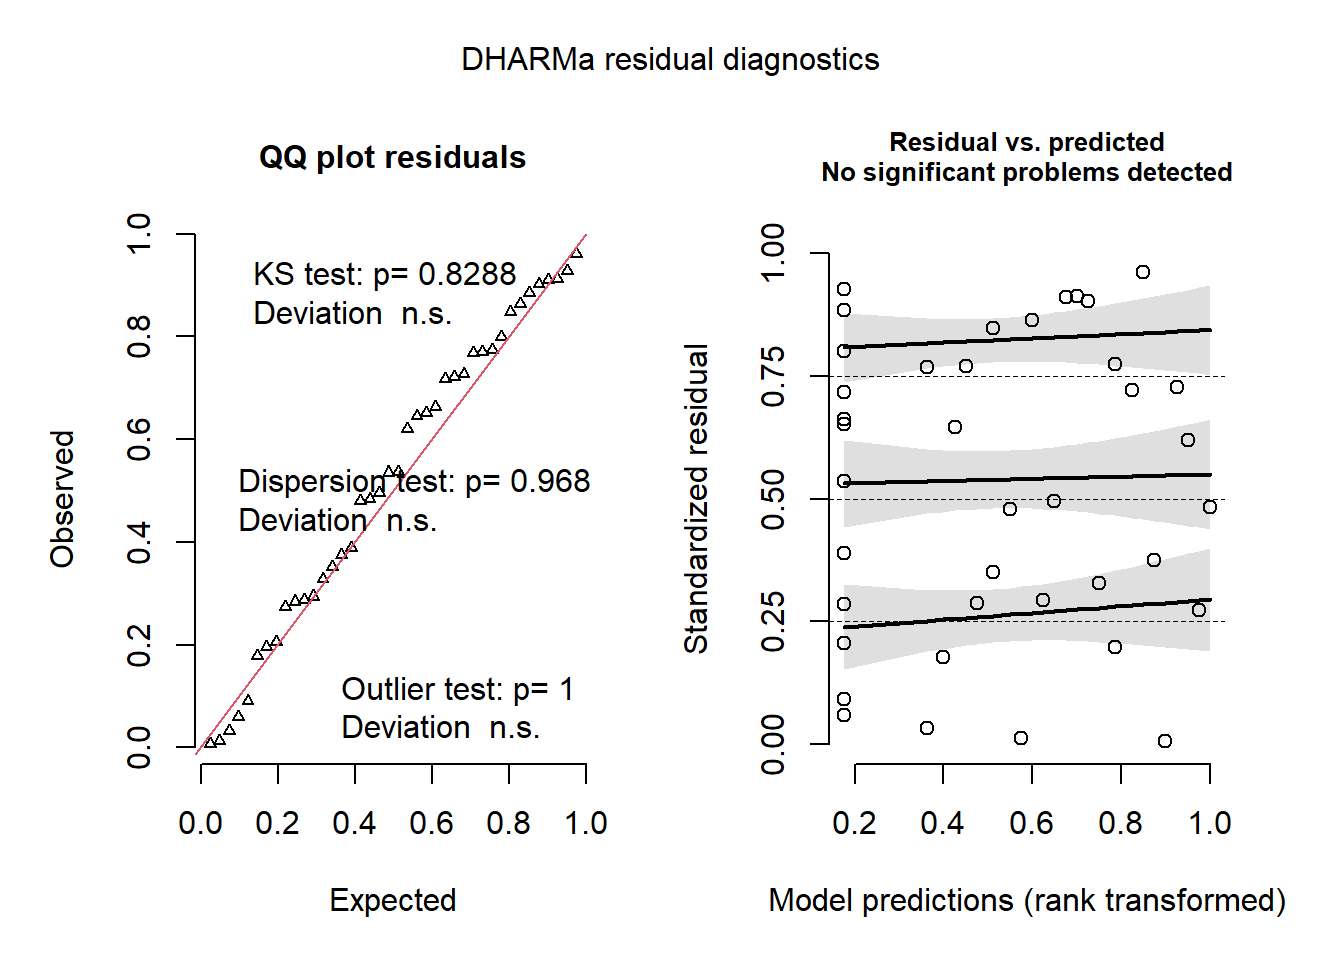 DHARMa residual diagnostics
QQ plot residuals
KS test: p= 0.8288
Deviation  n.s.
Dispersion test: p= 0.968
Deviation  n.s.
Outlier test: p= 1
Deviation  n.s.
Observed
0.0 0.2 0.4 0.6 0.8 1.0
0.0 0.2 0.4 0.6 0.8 1.0
Expected
Residual vs. predicted
No significant problems detected
Standardized residual
0.00 0.25 0.50 0.75 1.00
0.2 0.4 0.6 0.8 1.0
Model predictions (rank transformed)